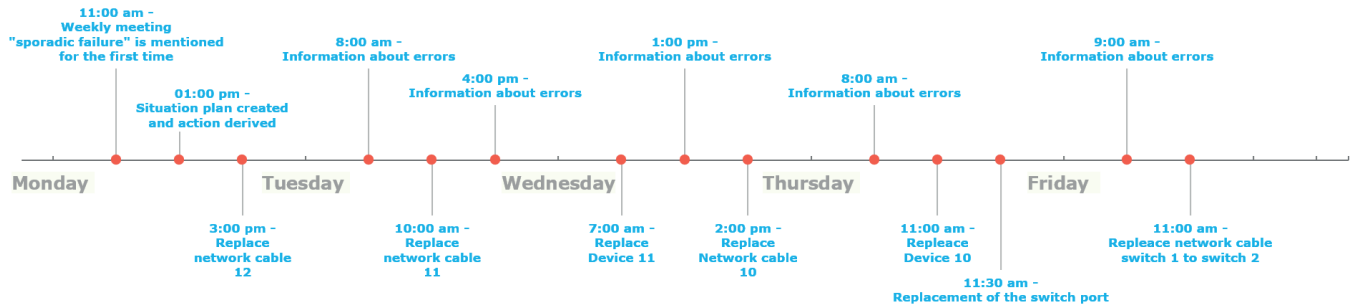 11:00 am -
Weekly meeting
"sporadic failure" is mentioned
for the first time
01:00 pm -
Situation plan created
and action derived
8:00 am -
Information about errors
4:00 pm -
Information about errors
1:00 pm -
Information about errors
8:00 am -
Information about errors
9:00 am -
Information about errors
Monday
Tuesday
Wednesday
Thursday
Friday
3:00 pm -
Replace
network cable
12
10:00 am -
Replace
network cable
11
7:00 am -
Replace
Device 11
2:00 pm -
Replace
Network cable
10
11:00 am -
Repleace
Device 10
11:30 am -
Replacement of the switch port
11:00 am -
Repleace network cable
switch 1 to switch 2